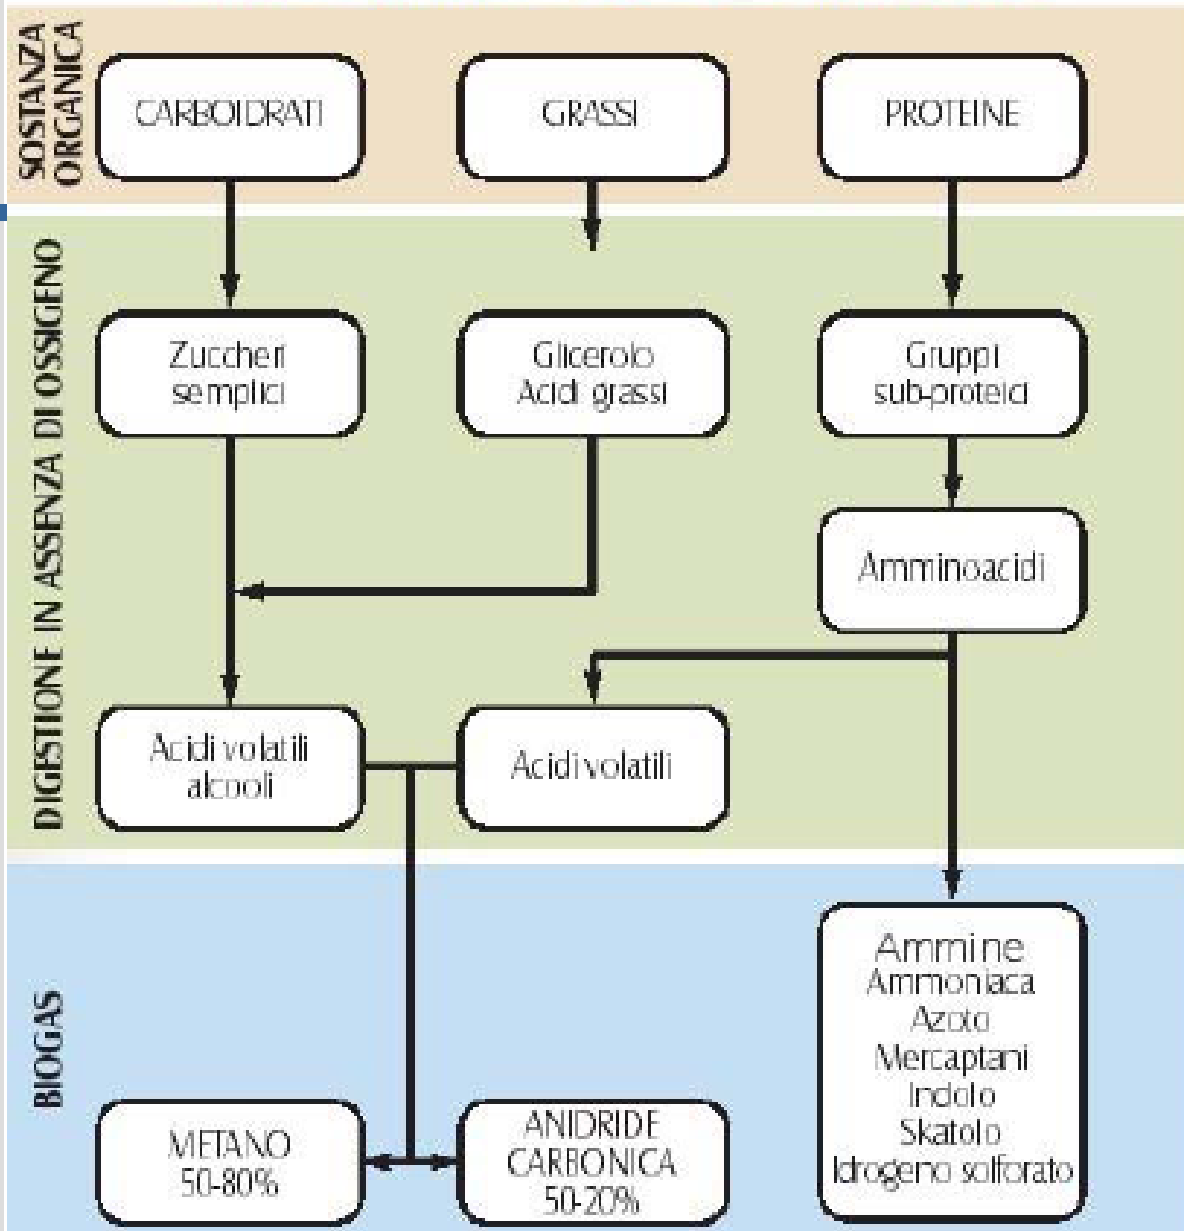 SOSTANZA
ORGANICA
CARBOIDRATI
GRASSI
PROTEINE
DIGESTIONE IN ASSENZA DI OSSIGENO
Zuccheri
semplici
Glicerolo
Acidi grassi
Gruppi
sub-proteici
Amminoacidi
Acidi volatili
alcooli
Acidi volatili
BIOGAS
METANO
50-80%
ANIDRIDE
CARBONICA
50-20%
Ammine
Ammoniaca
Azoto
Mercaptani
Indolo
Skatolo
Idrogeno solforato